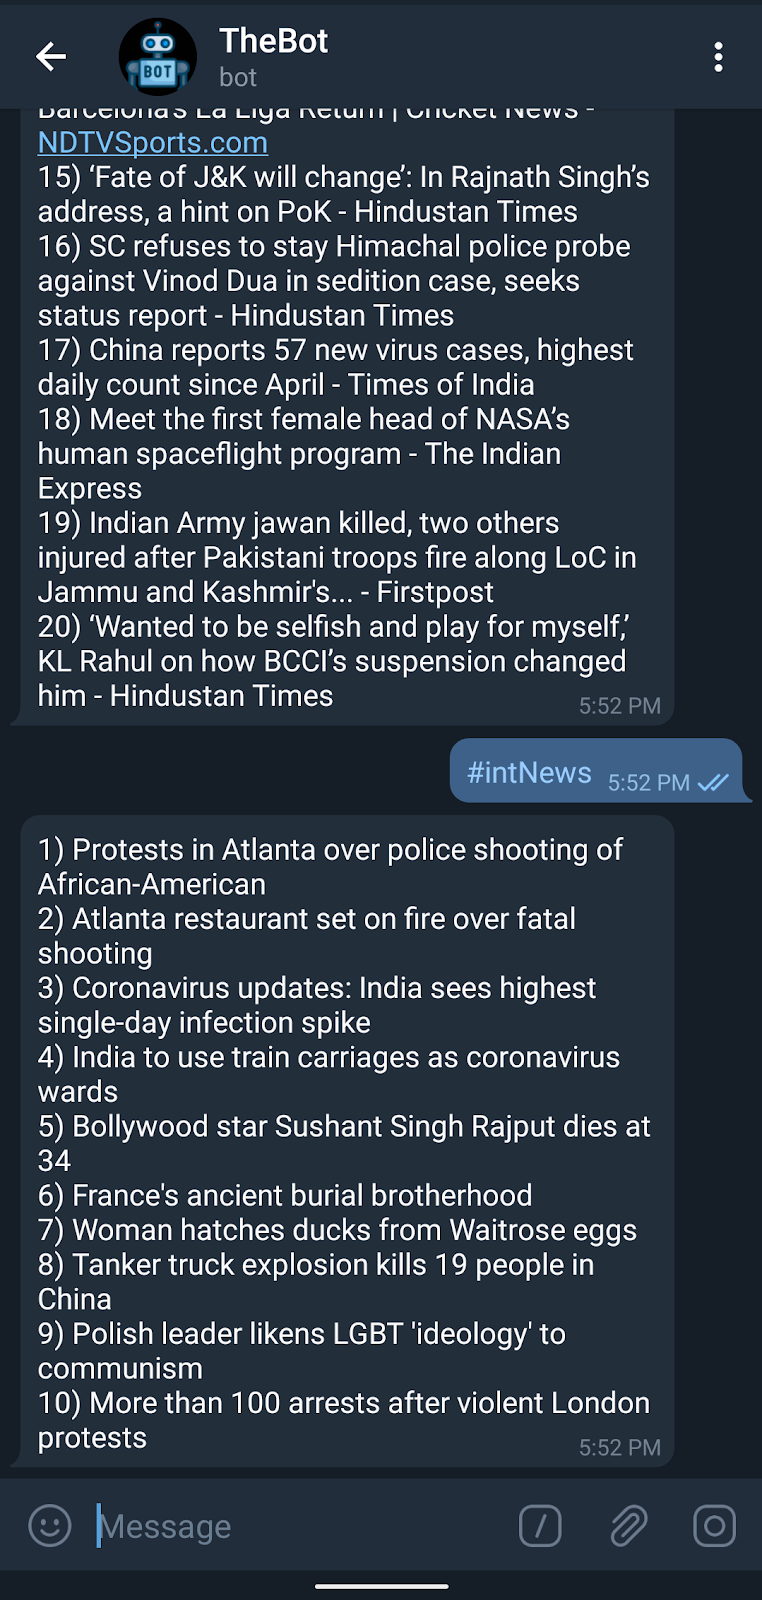 TheBot
BOT
bot
Barcelona's La Liga Return | Cricket News -
NDTVSports.com
15) ‘Fate of J&K will change’: In Rajnath Singh’s
address, a hint on PoK - Hindustan Times
16) SC refuses to stay Himachal police probe
against Vinod Dua in sedition case, seeks
status report - Hindustan Times
17) China reports 57 new virus cases, highest
daily count since April - Times of India
18) Meet the first female head of NASA’s
human spaceflight program - The Indian
Express
19) Indian Army jawan killed, two others
injured after Pakistani troops fire along LoC in
Jammu and Kashmir's... - Firstpost
20) ‘Wanted to be selfish and play for myself,’
KL Rahul on how BCCI’s suspension changed
him - Hindustan Times
5:52 PM
#intNews 5:52 PM
1) Protests in Atlanta over police shooting of
African-American
2) Atlanta restaurant set on fire over fatal
shooting
3) Coronavirus updates: India sees highest
single-day infection spike
4) India to use train carriages as coronavirus
wards
5) Bollywood star Sushant Singh Rajput dies at
34
6) France's ancient burial brotherhood
7) Woman hatches ducks from Waitrose eggs
8) Tanker truck explosion kills 19 people in
China
9) Polish leader likens LGBT 'ideology' to
communism
10) More than 100 arrests after violent London
protests
5:52 PM
Message